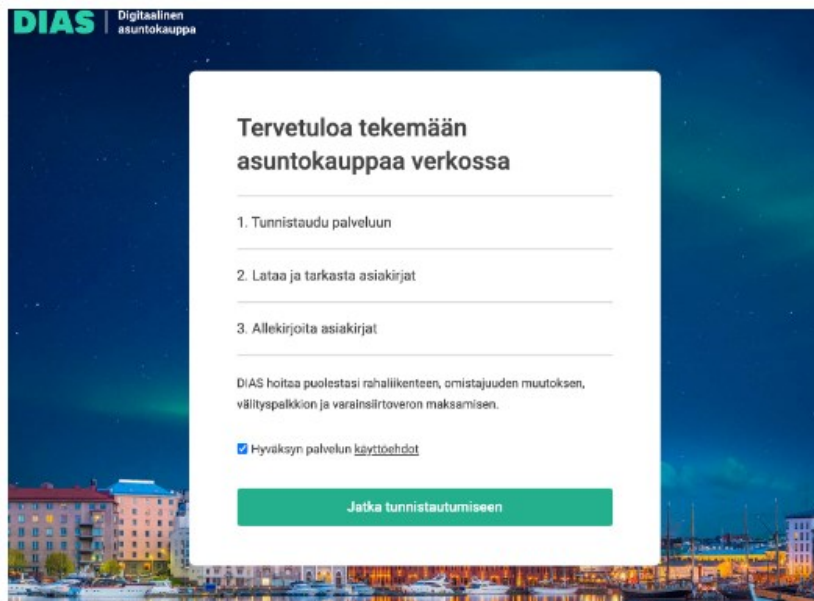 DIAS
Digitaalinen
asuntokauppa
Tervetuloa tekemään
asuntokauppaa verkossa
1. Tunnistaudu palveluun
2. Lataa ja tarkasta asiakirjat
3. Allekirjoita asiakirjat
DIAS hoitaa puolestasi rahaliikenteen, omistajuuden muutoksen,
välityspalkkion ja varainsiirtoveron maksamisen.
Hyväksyn palvelun käyttöehdot
Jatka tunnistautumiseen